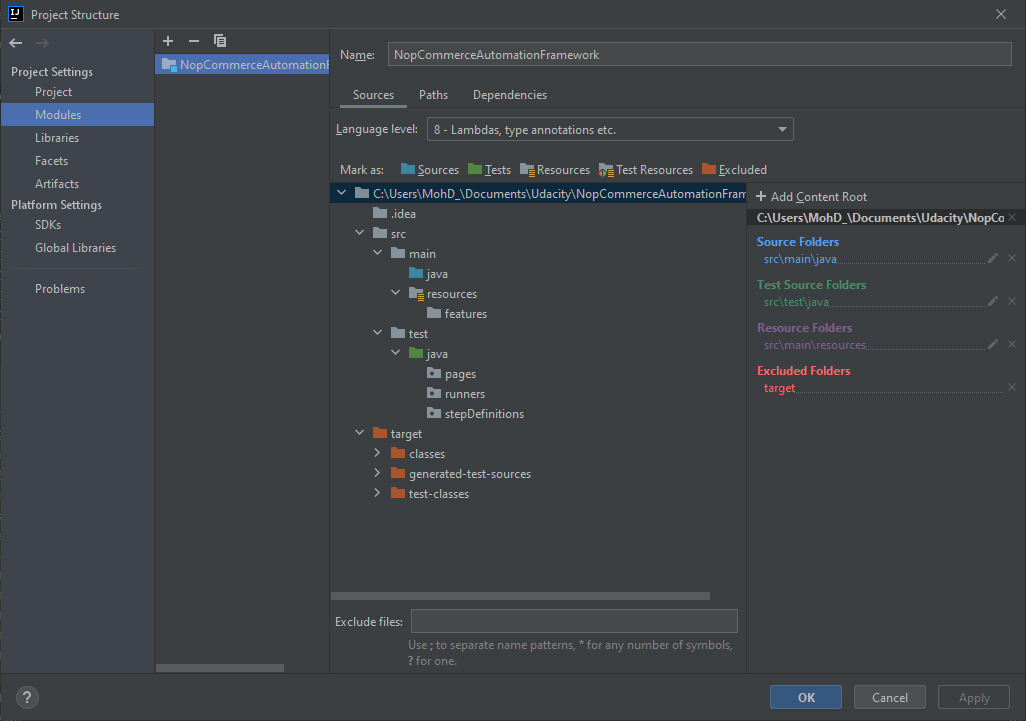 Project Structure
Project Settings
Project
Modules
Libraries
Facets
Artifacts
Platform Settings
SDKs
Global Libraries
Problems
NopCommerceAutomationF
Name: NopCommerceAutomationFramework
Sources Paths Dependencies
Language level: 8 - Lambdas, type annotations etc.
Mark as: Sources Tests Resources Test Resources Excluded
C:\Users\MohD_\Documents\Udacity\NopCommerceAutomationFram
.idea
src
main
java
resources
features
test
java
pages
runners
stepDefinitions
target
classes
generated-test-sources
test-classes
Exclude files:
Use ; to separate name patterns, * for any number of symbols,
? for one.
+ Add Content Root
C:\Users\MohD_\Documents\Udacity\NopCo
Source Folders
src\main\java
Test Source Folders
src\test\java
Resource Folders
src\main\resources
Excluded Folders
target
?
OK Cancel Apply